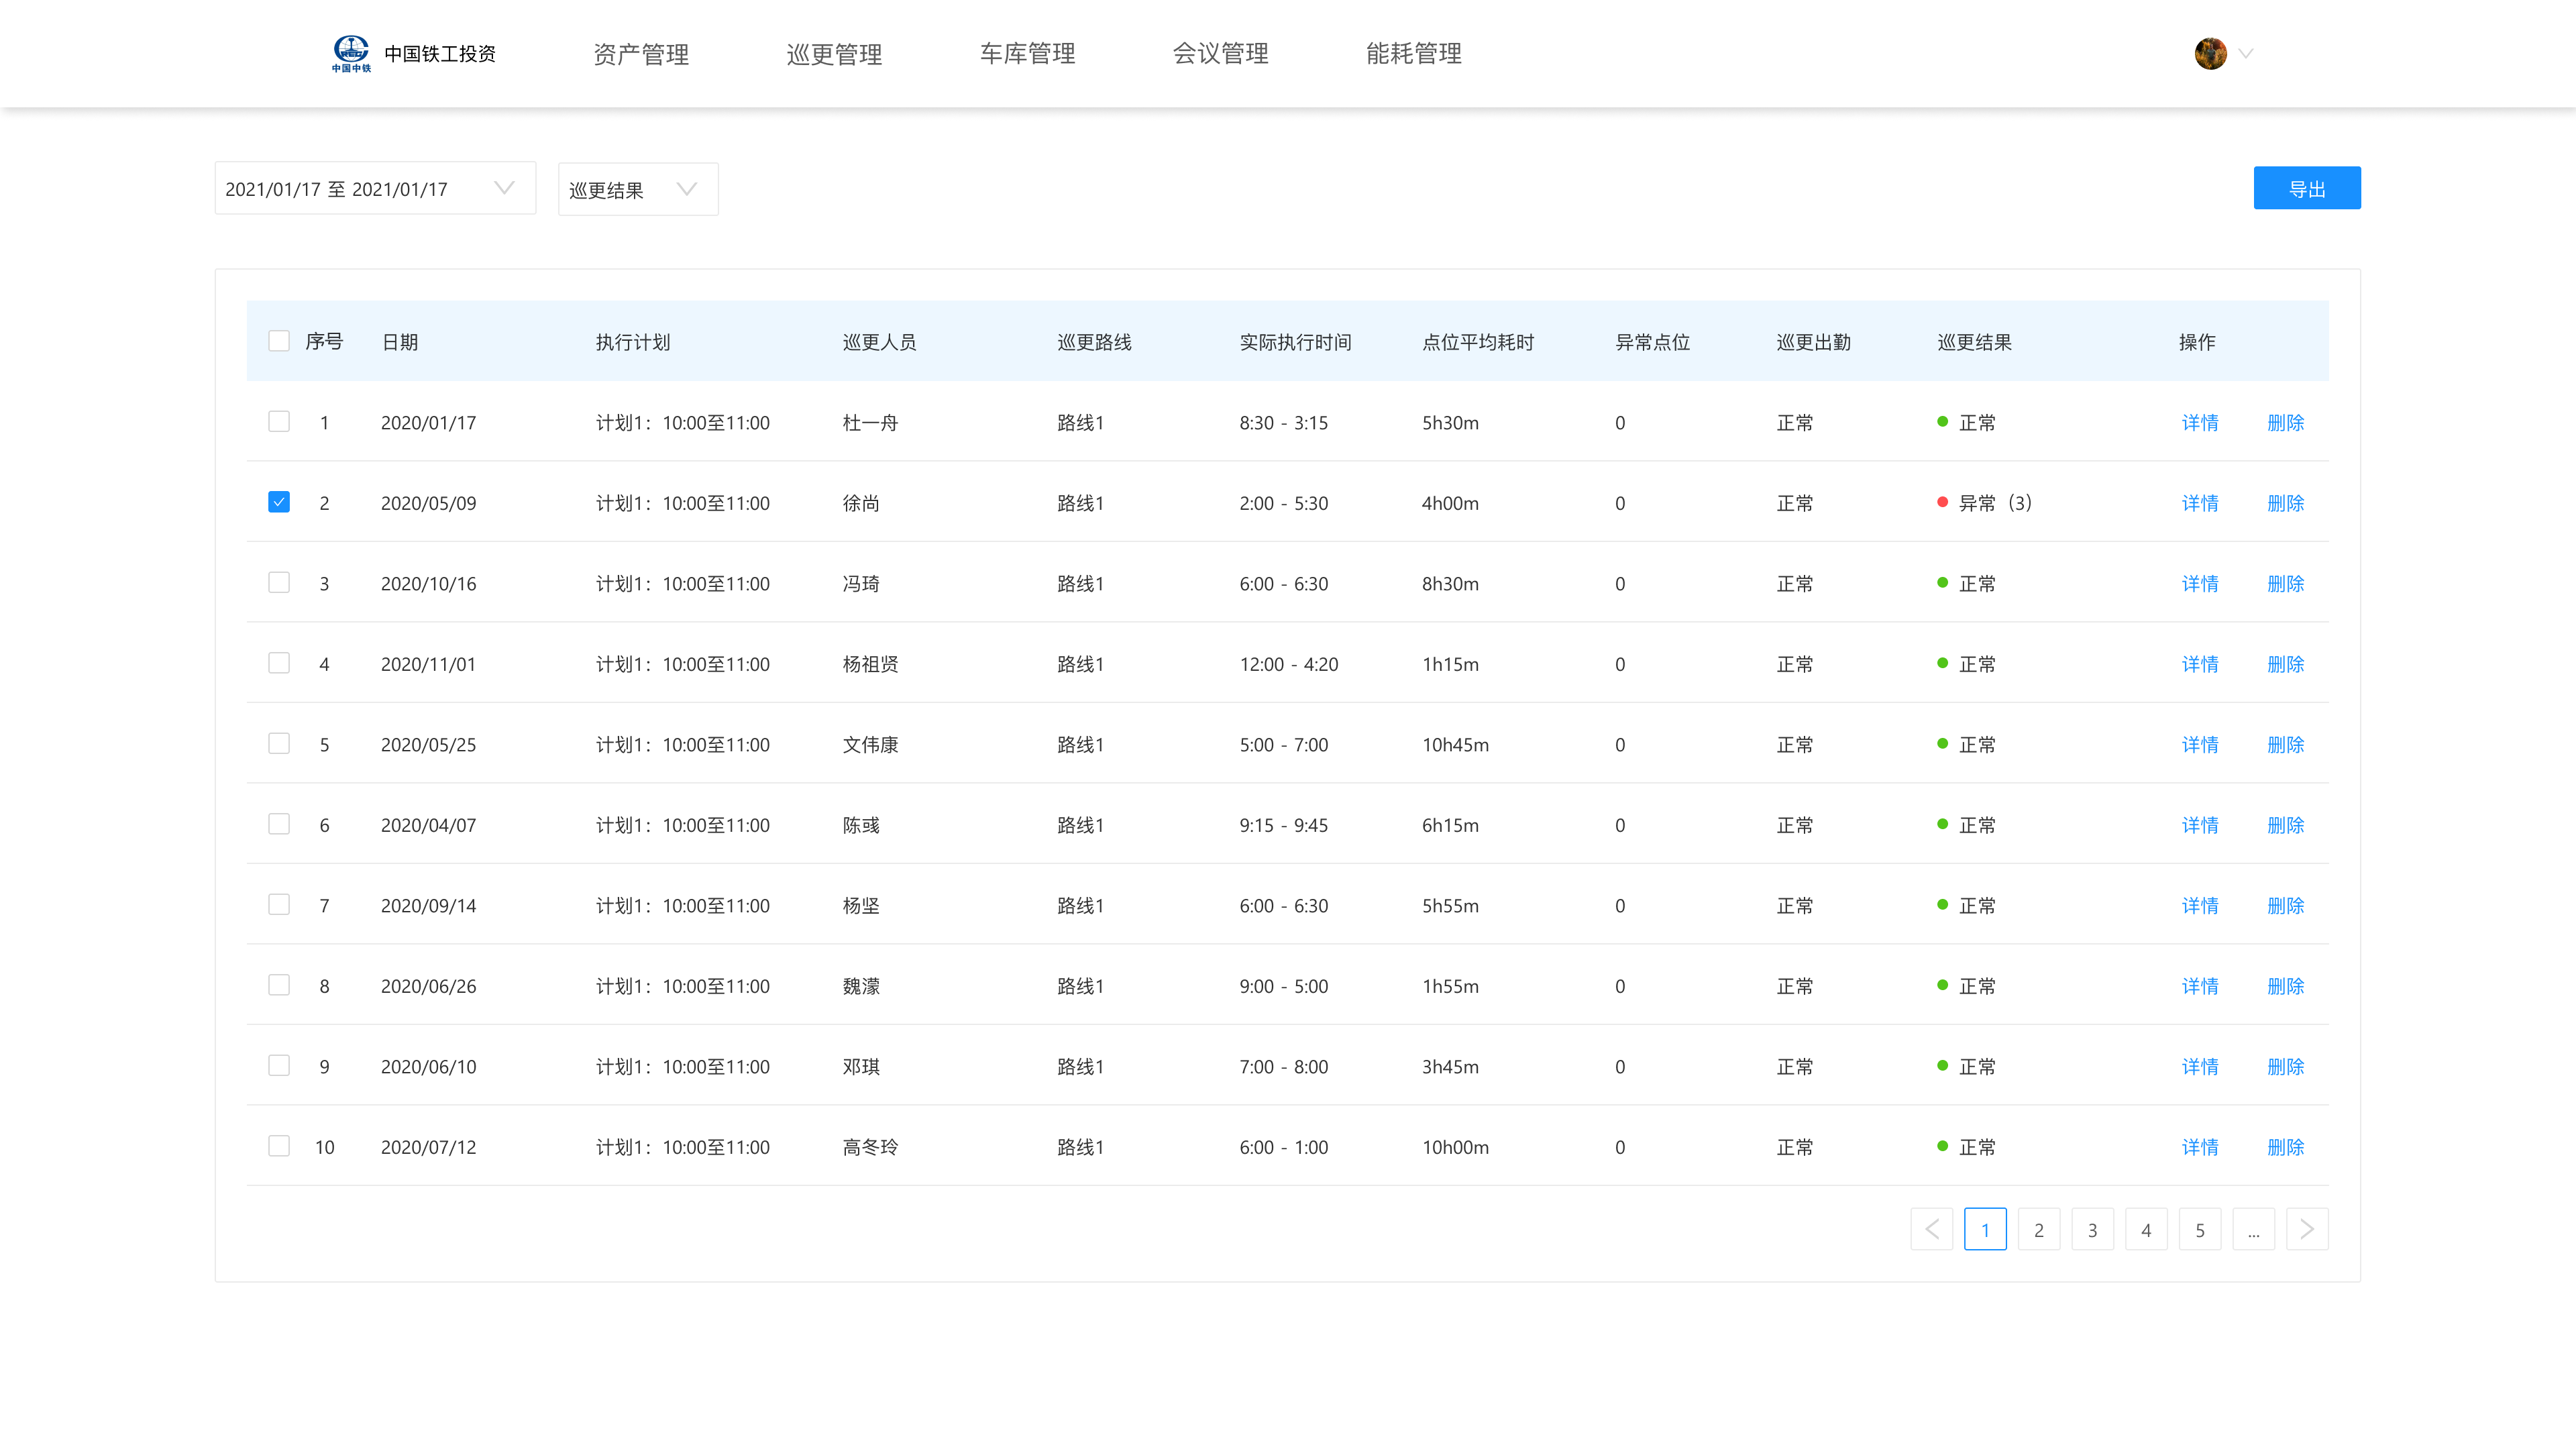 中国中铁 中国铁工投资 资产管理 巡更管理 车库管理 会议管理 能耗管理
2021/01/17 至 2021/01/17 巡更结果 导出
序号 日期 执行计划 巡更人员 巡更路线 实际执行时间 点位平均耗时 异常点位 巡更出勤 巡更结果 操作
1 2020/01/17 计划1：10:00至11:00 杜一舟 路线1 8:30 - 3:15 5h30m 0 正常 正常 详情 删除
2 2020/05/09 计划1：10:00至11:00 徐尚 路线1 2:00 - 5:30 4h00m 0 正常 异常（3） 详情 删除
3 2020/10/16 计划1：10:00至11:00 冯琦 路线1 6:00 - 6:30 8h30m 0 正常 正常 详情 删除
4 2020/11/01 计划1：10:00至11:00 杨祖贤 路线1 12:00 - 4:20 1h15m 0 正常 正常 详情 删除
5 2020/05/25 计划1：10:00至11:00 文伟康 路线1 5:00 - 7:00 10h45m 0 正常 正常 详情 删除
6 2020/04/07 计划1：10:00至11:00 陈彧 路线1 9:15 - 9:45 6h15m 0 正常 正常 详情 删除
7 2020/09/14 计划1：10:00至11:00 杨坚 路线1 6:00 - 6:30 5h55m 0 正常 正常 详情 删除
8 2020/06/26 计划1：10:00至11:00 魏濛 路线1 9:00 - 5:00 1h55m 0 正常 正常 详情 删除
9 2020/06/10 计划1：10:00至11:00 邓琪 路线1 7:00 - 8:00 3h45m 0 正常 正常 详情 删除
10 2020/07/12 计划1：10:00至11:00 高冬玲 路线1 6:00 - 1:00 10h00m 0 正常 正常 详情 删除
1 2 3 4 5 ...